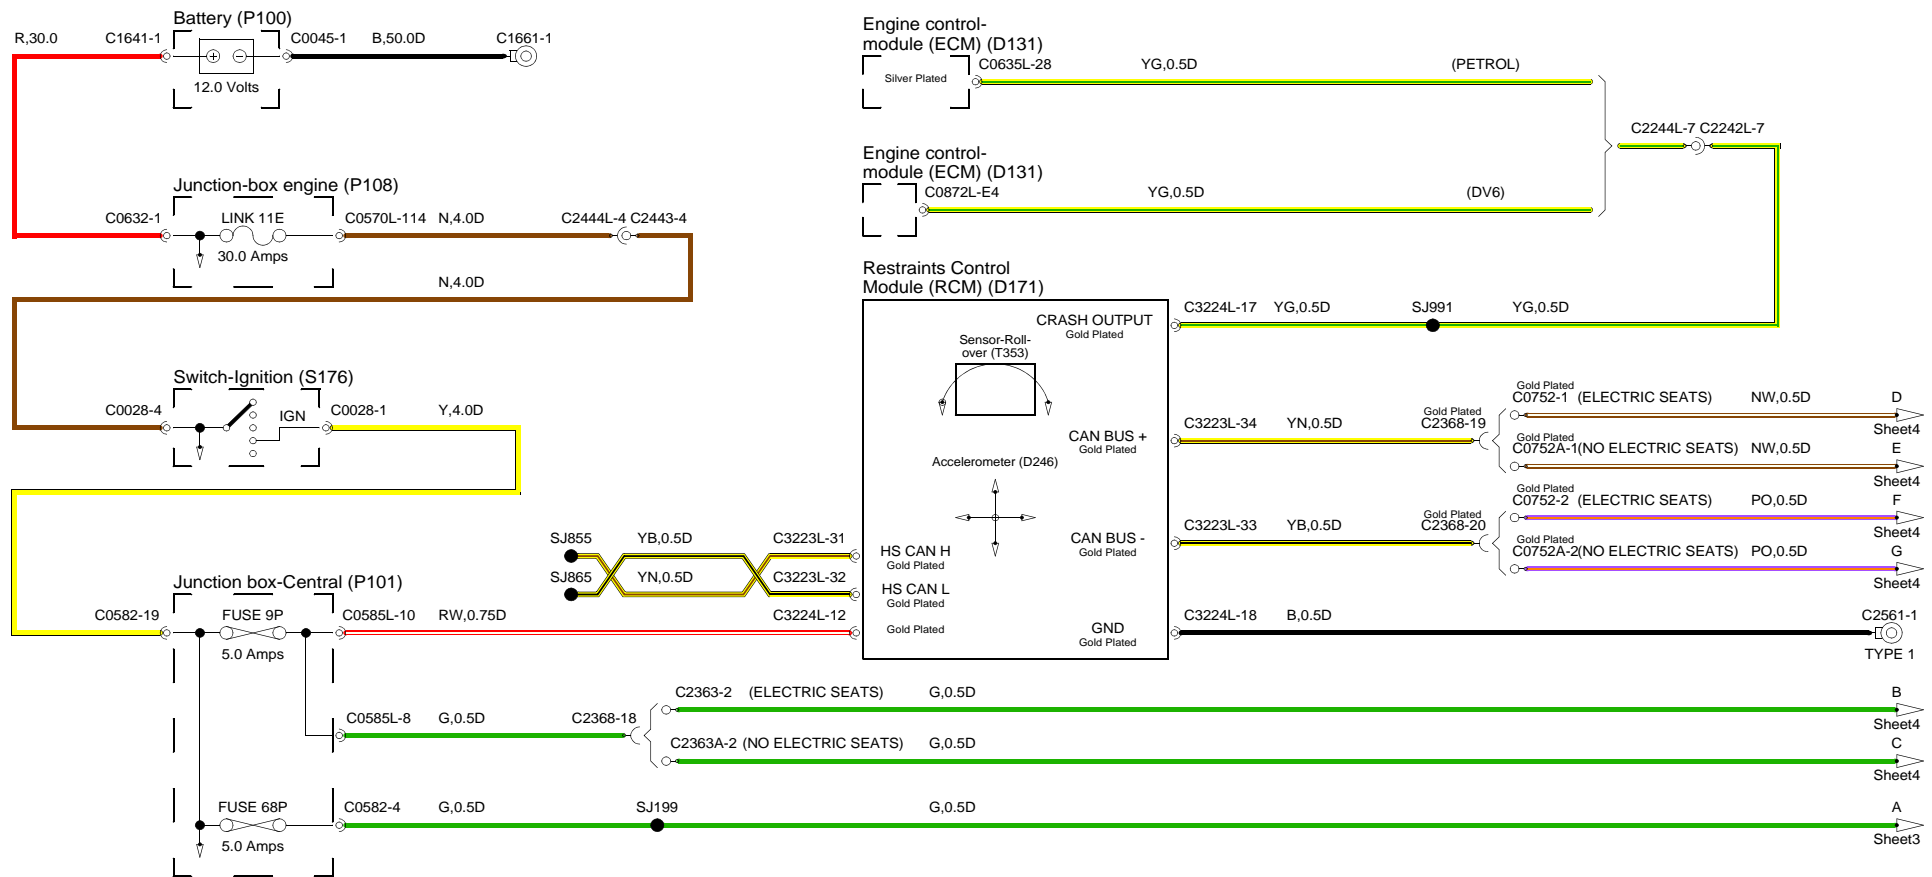 Battery (P100)
R,30.0
C1641-1
C0045-1
B,50.0D
C1661-1
12.0 Volts
Engine control-
module (ECM) (D131)
Silver Plated
C0635L-28
YG,0.5D
(PETROL)
C2244L-7
C2242L-7
Engine control-
module (ECM) (D131)
C0872L-E4
YG,0.5D
(DV6)
Junction-box engine (P108)
C0632-1
LINK 11E
C0570L-114
N,4.0D
C2444L-4
C2443-4
30.0 Amps
N,4.0D
Restraints Control
Module (RCM) (D171)
CRASH OUTPUT
Gold Plated
C3224L-17
YG,0.5D
SJ991
YG,0.5D
Sensor-Roll-
over (T353)
Switch-Ignition (S176)
C0028-4
IGN
C0028-1
Y,4.0D
CAN BUS +
Gold Plated
C3223L-34
YN,0.5D
Gold Plated
C2368-19
Gold Plated
C0752-1
(ELECTRIC SEATS)
NW,0.5D
D
Sheet4
Gold Plated
C0752A-1(NO ELECTRIC SEATS)
NW,0.5D
E
Sheet4
Accelerometer (D246)
CAN BUS -
Gold Plated
C3223L-33
YB,0.5D
Gold Plated
C2368-20
Gold Plated
C0752-2
(ELECTRIC SEATS)
PO,0.5D
F
Sheet4
Gold Plated
C0752A-2(NO ELECTRIC SEATS)
PO,0.5D
G
Sheet4
SJ855
YB,0.5D
C3223L-31
HS CAN H
Gold Plated
SJ865
YN,0.5D
C3223L-32
HS CAN L
Gold Plated
Junction box-Central (P101)
C0582-19
FUSE 9P
C0585L-10
RW,0.75D
C3224L-12
Gold Plated
5.0 Amps
GND
Gold Plated
C3224L-18
B,0.5D
C2561-1
TYPE 1
C0585L-8
G,0.5D
C2368-18
C2363-2
(ELECTRIC SEATS)
G,0.5D
B
Sheet4
C2363A-2 (NO ELECTRIC SEATS)
G,0.5D
C
Sheet4
FUSE 68P
C0582-4
G,0.5D
SJ199
G,0.5D
A
Sheet3
5.0 Amps